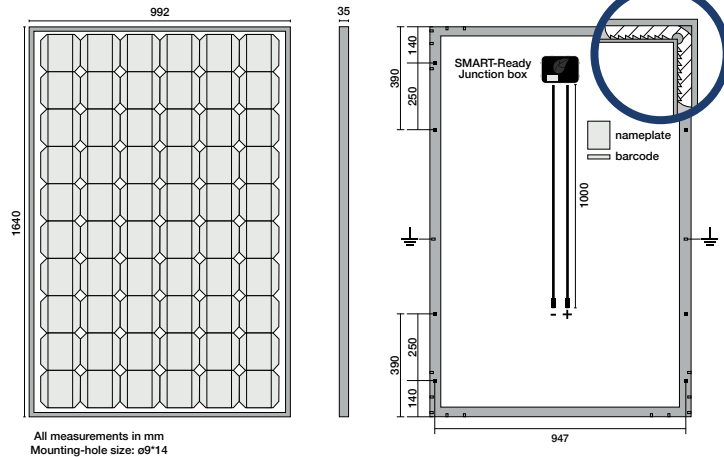 992
35
1640
All measurements in mm
Mounting-hole size: ø9*14
140
390
250
SMART-Ready
Junction box
nameplate
barcode
1000
- +
250
390
140
947